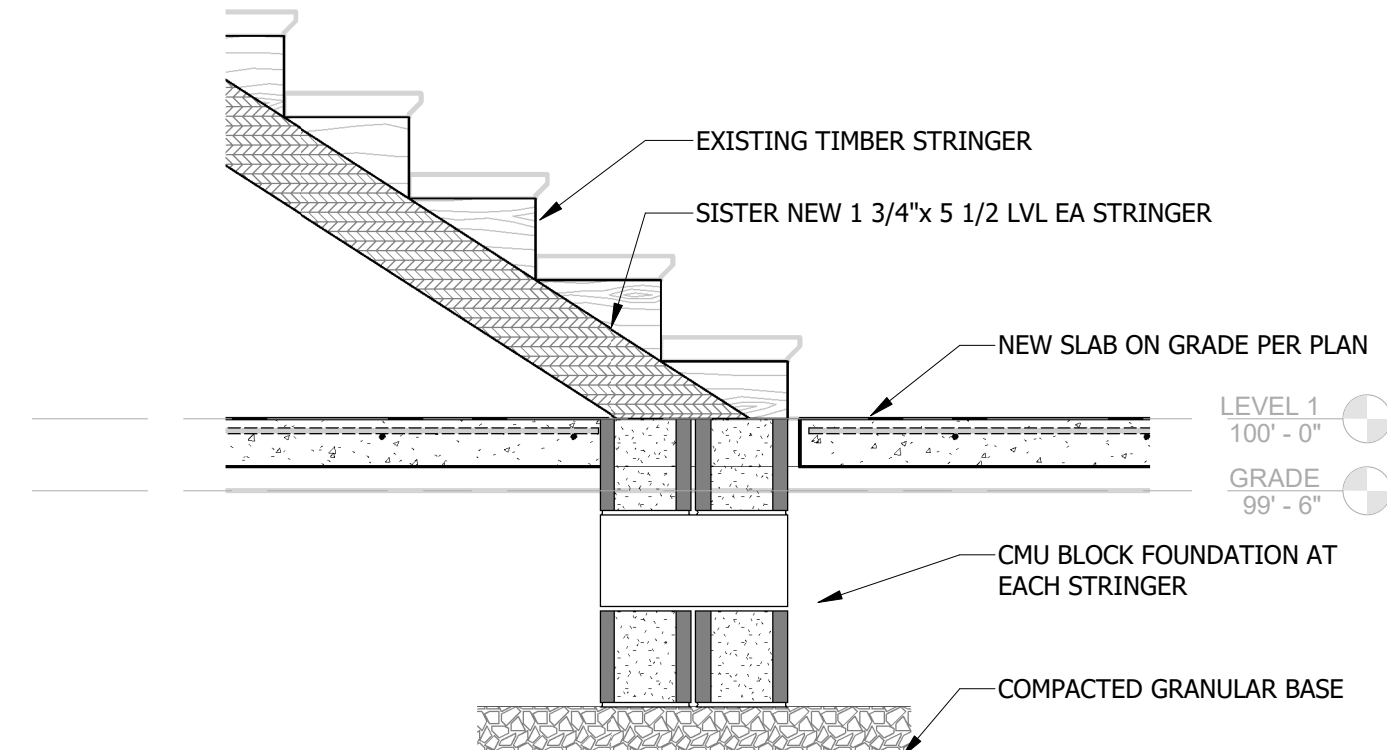 EXISTING TIMBER STRINGER
SISTER NEW 1 3/4"x 5 1/2 LVL EA STRINGER
NEW SLAB ON GRADE PER PLAN
LEVEL 1
100' - 0"
GRADE
99' - 6"
CMU BLOCK FOUNDATION AT
EACH STRINGER
COMPACTED GRANULAR BASE